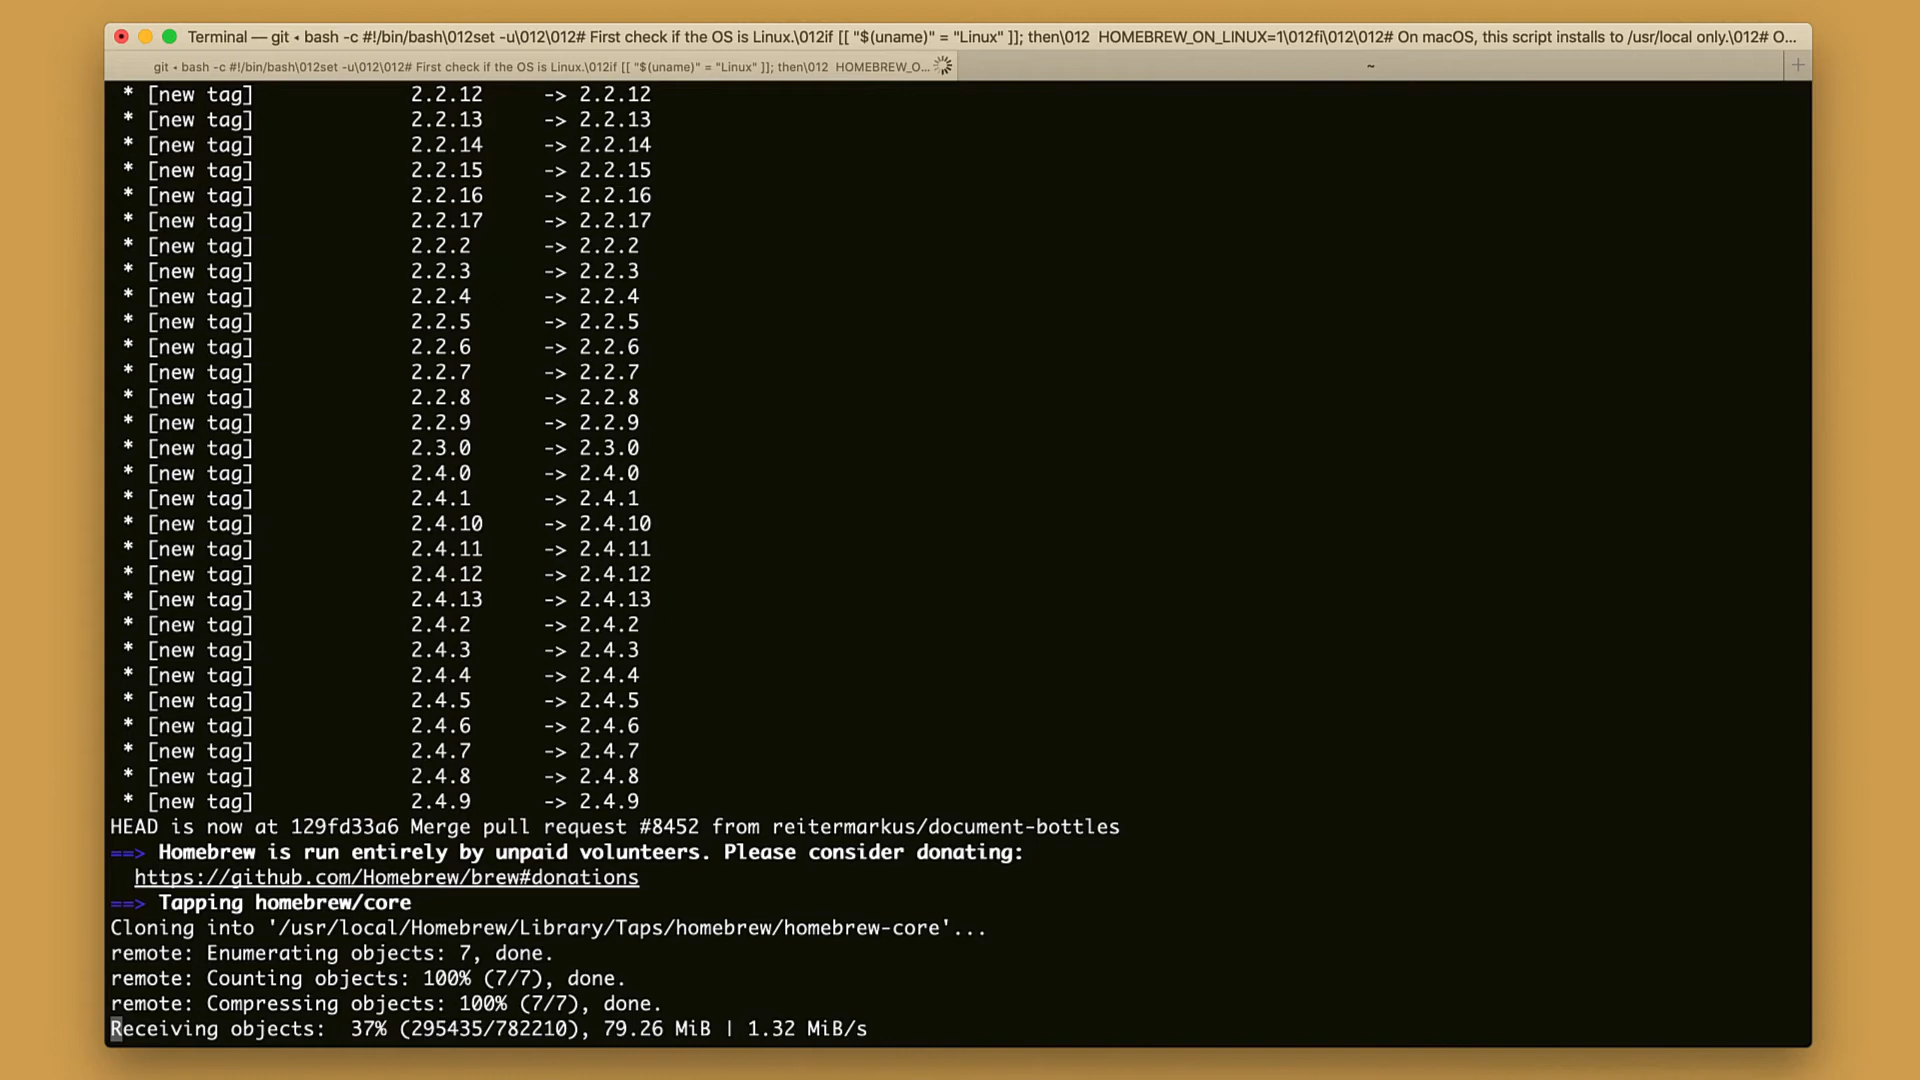 Terminal — git ◂ bash -c #!/bin/bash\012set -u\012\012# First check if the OS is Linux.\012if [[ "$(uname)" = "Linux" ]]; then\012  HOMEBREW_ON_LINUX=1\012fi\012\012# On macOS, this script installs to /usr/local only.\012# O...
git ◂ bash -c #!/bin/bash\012set -u\012\012# First check if the OS is Linux.\012if [[ "$(uname)" = "Linux" ]]; then\012  HOMEBREW_O... ~ +
* [new tag] 2.2.12 -> 2.2.12
* [new tag] 2.2.13 -> 2.2.13
* [new tag] 2.2.14 -> 2.2.14
* [new tag] 2.2.15 -> 2.2.15
* [new tag] 2.2.16 -> 2.2.16
* [new tag] 2.2.17 -> 2.2.17
* [new tag] 2.2.2 -> 2.2.2
* [new tag] 2.2.3 -> 2.2.3
* [new tag] 2.2.4 -> 2.2.4
* [new tag] 2.2.5 -> 2.2.5
* [new tag] 2.2.6 -> 2.2.6
* [new tag] 2.2.7 -> 2.2.7
* [new tag] 2.2.8 -> 2.2.8
* [new tag] 2.2.9 -> 2.2.9
* [new tag] 2.3.0 -> 2.3.0
* [new tag] 2.4.0 -> 2.4.0
* [new tag] 2.4.1 -> 2.4.1
* [new tag] 2.4.10 -> 2.4.10
* [new tag] 2.4.11 -> 2.4.11
* [new tag] 2.4.12 -> 2.4.12
* [new tag] 2.4.13 -> 2.4.13
* [new tag] 2.4.2 -> 2.4.2
* [new tag] 2.4.3 -> 2.4.3
* [new tag] 2.4.4 -> 2.4.4
* [new tag] 2.4.5 -> 2.4.5
* [new tag] 2.4.6 -> 2.4.6
* [new tag] 2.4.7 -> 2.4.7
* [new tag] 2.4.8 -> 2.4.8
* [new tag] 2.4.9 -> 2.4.9
HEAD is now at 129fd33a6 Merge pull request #8452 from reitermarkus/document-bottles
==> Homebrew is run entirely by unpaid volunteers. Please consider donating:
https://github.com/Homebrew/brew#donations
==> Tapping homebrew/core
Cloning into '/usr/local/Homebrew/Library/Taps/homebrew/homebrew-core'...
remote: Enumerating objects: 7, done.
remote: Counting objects: 100% (7/7), done.
remote: Compressing objects: 100% (7/7), done.
Receiving objects:  37% (295435/782210), 79.26 MiB | 1.32 MiB/s